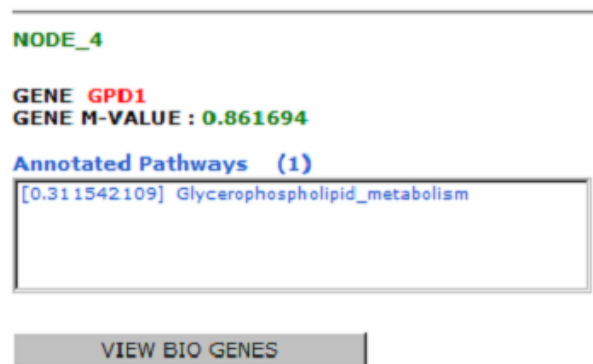 NODE_4
GENE GPD1
GENE M-VALUE : 0.861694
Annotated Pathways (1)
[0.311542109] Glycerophospholipid_metabolism
VIEW BIO GENES